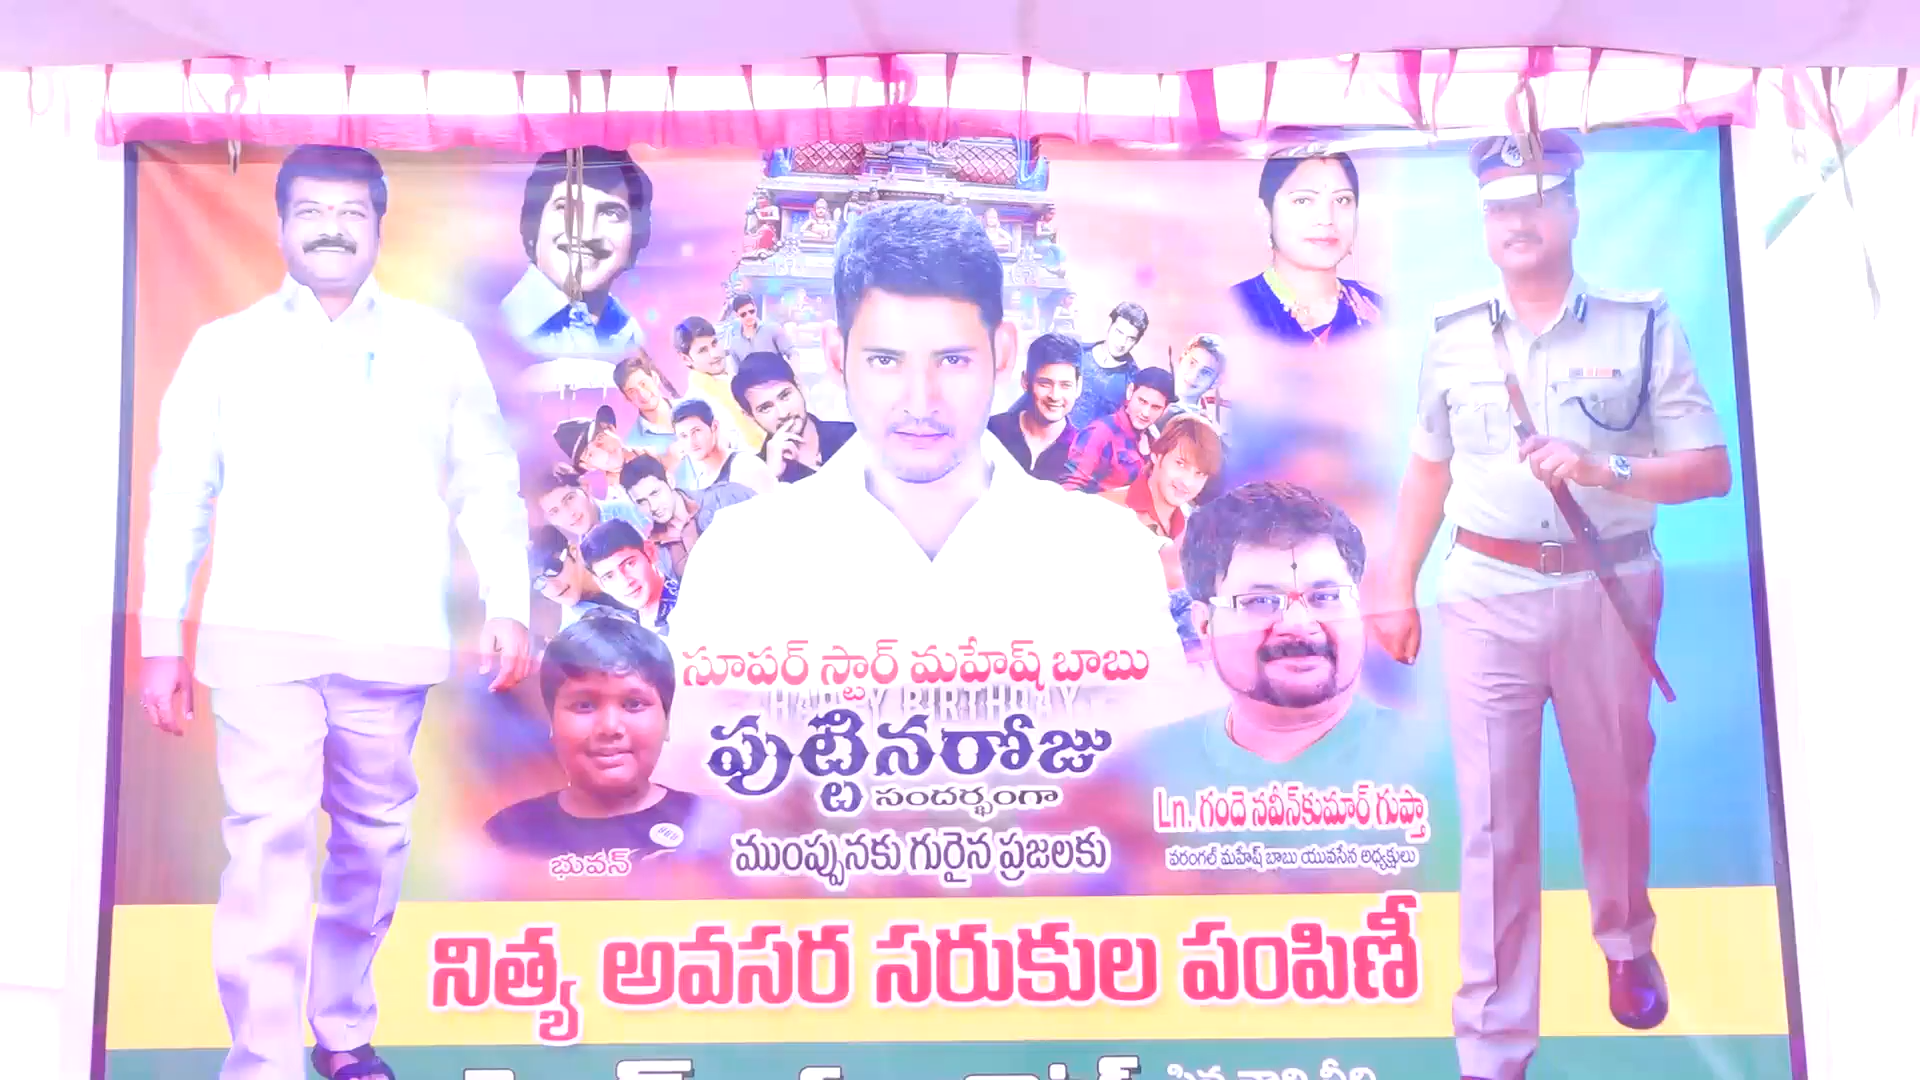 సూపర్ స్టార్ మహేష్ బాబు
HAPPY BIRTHDAY
పుట్టినరోజు
సందర్భంగా
ముంప్పునకు గురైన ప్రజలకు
భువన్
Ln. గందె నవీన్‌కుమార్ గుప్తా
వరంగల్ మహేష్ బాబు యువసేన అధ్యక్షులు
నిత్య అవసర సరుకుల పంపిణీ